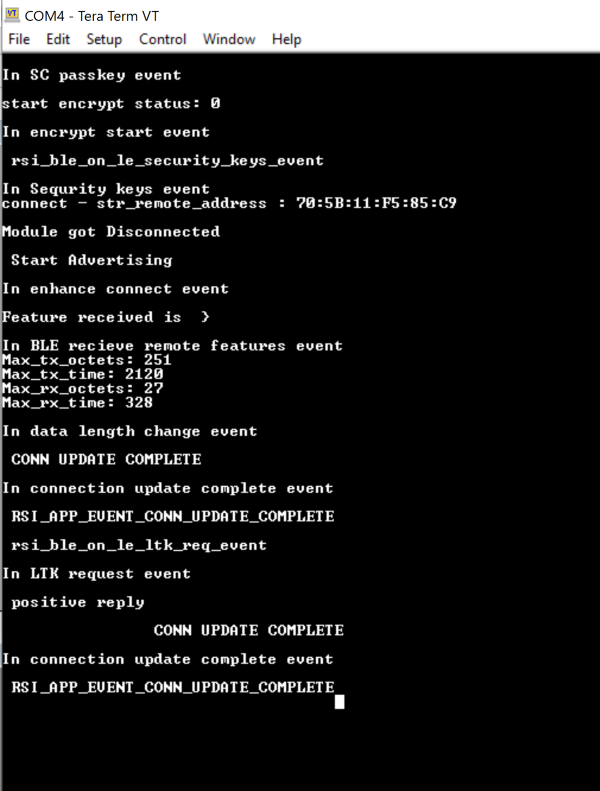 COM4 - Tera Term VT
File Edit Setup Control Window Help
In SC passkey event
start encrypt status: 0
In encrypt start event
rsi_ble_on_le_security_keys_event
In Sequrity keys event
connect - str_remote_address : 70:5B:11:F5:85:C9
Module got Disconnected
Start Advertising
In enhance connect event
Feature received is  }
In BLE recieve remote features event
Max_tx_octets: 251
Max_tx_time: 2120
Max_rx_octets: 27
Max_rx_time: 328
In data length change event
CONN UPDATE COMPLETE
In connection update complete event
RSI_APP_EVENT_CONN_UPDATE_COMPLETE
rsi_ble_on_le_ltk_req_event
In LTK request event
positive reply
CONN UPDATE COMPLETE
In connection update complete event
RSI_APP_EVENT_CONN_UPDATE_COMPLETE